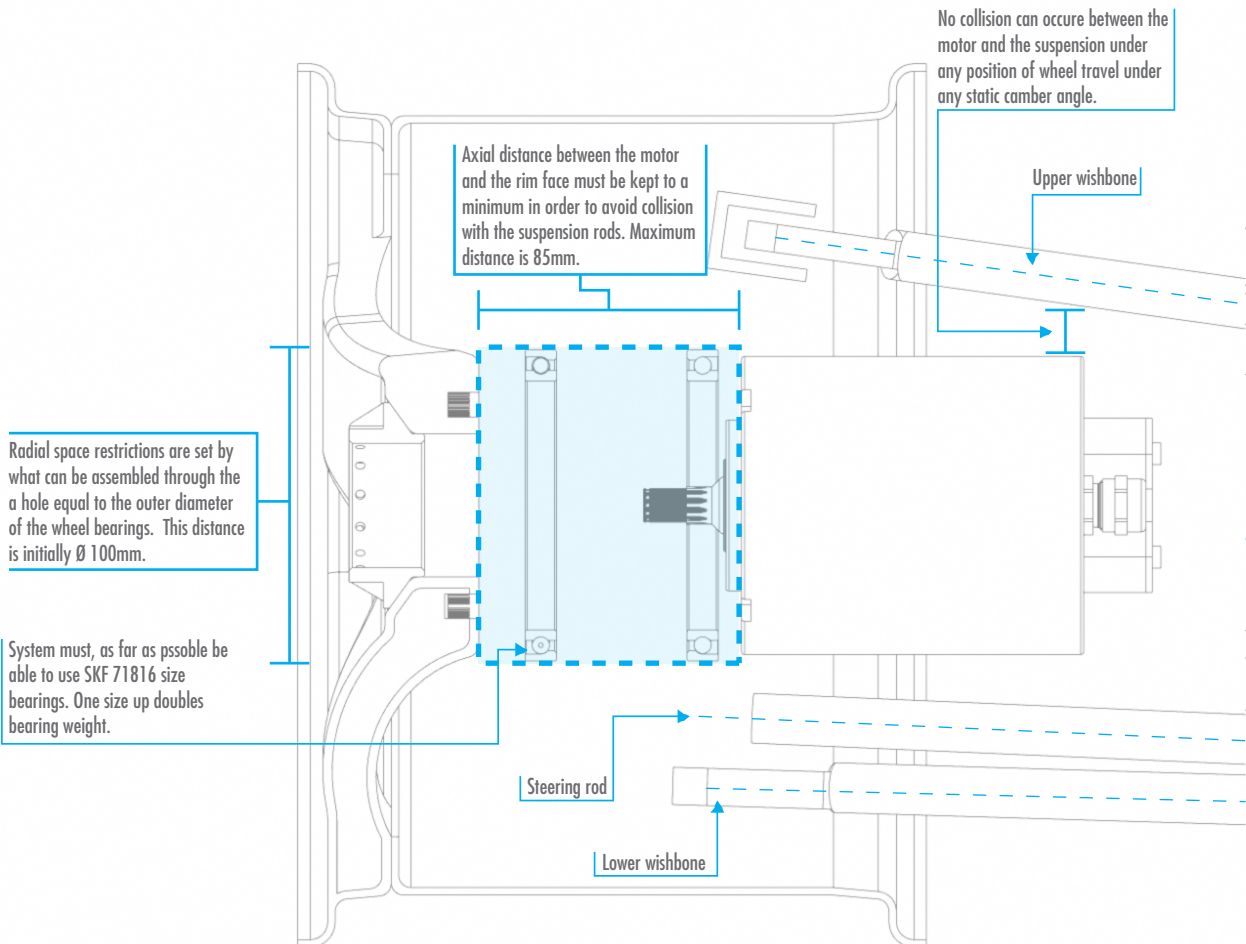 No collision can occure between the
motor and the suspension under
any position of wheel travel under
any static camber angle.
Axial distance between the motor
and the rim face must be kept to a
minimum in order to avoid collision
with the suspension rods. Maximum
distance is 85mm.
Upper wishbone
Radial space restrictions are set by
what can be assembled through the
a hole equal to the outer diameter
of the wheel bearings. This distance
is initially Ø 100mm.
System must, as far as pssoble be
able to use SKF 71816 size
bearings. One size up doubles
bearing weight.
Steering rod
Lower wishbone